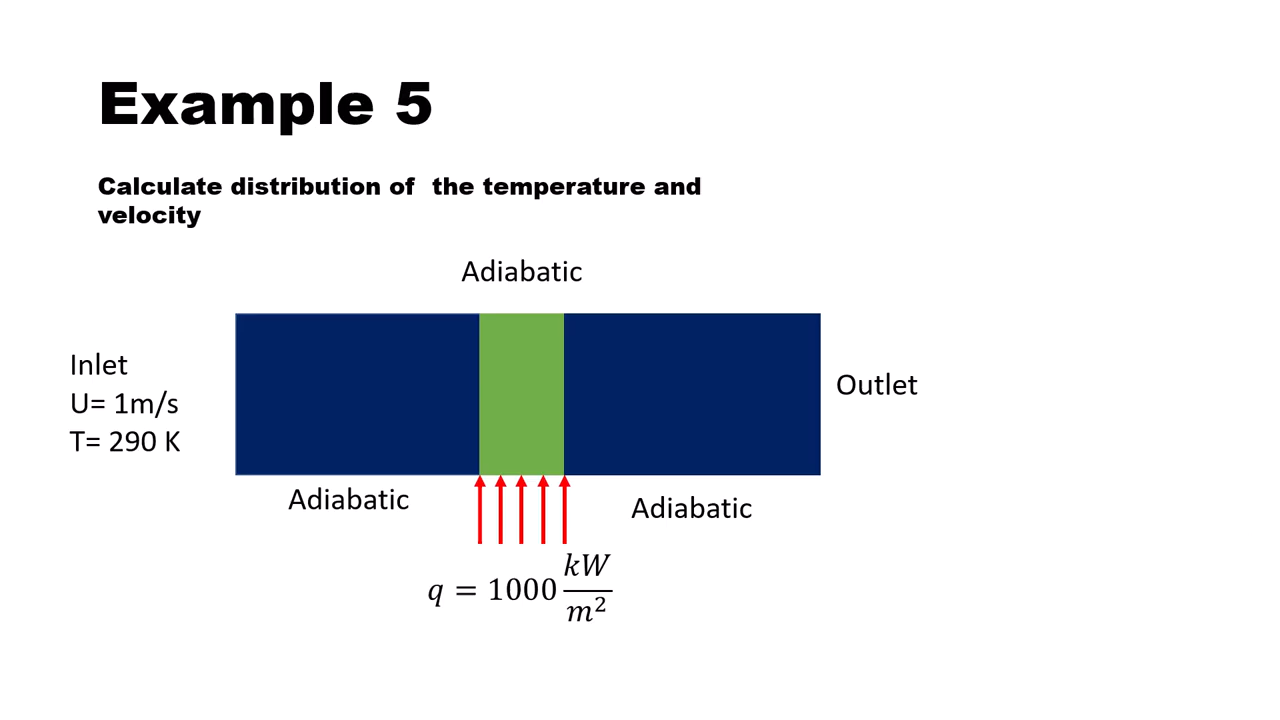 Example 5
Calculate distribution of  the temperature and
velocity
Adiabatic
Inlet
U= 1m/s
T= 290 K
Outlet
Adiabatic
Adiabatic
q = 1000 kW/m²